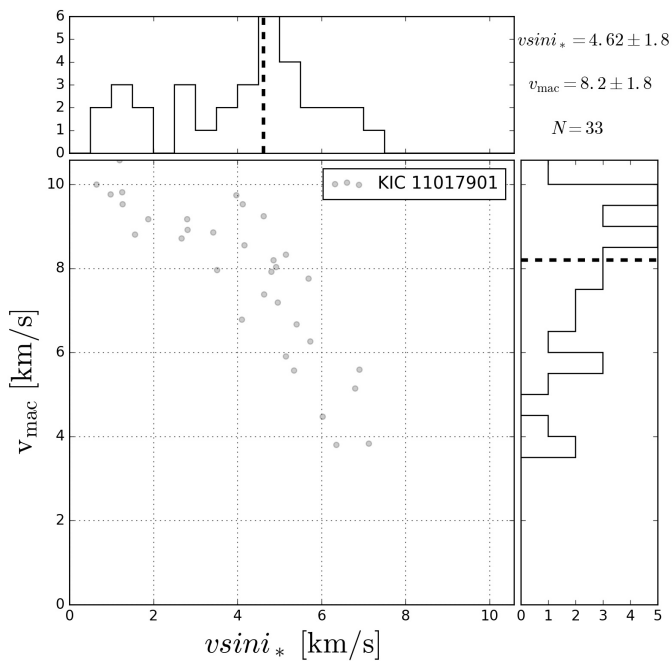 6
5
4
3
2
1
0
vsini* = 4.62 ± 1.8
vmac = 8.2 ± 1.8
N = 33
KIC 11017901
10
8
6
4
2
0
vmac [km/s]
0 2 4 6 8 10
vsini* [km/s]
0 1 2 3 4 5